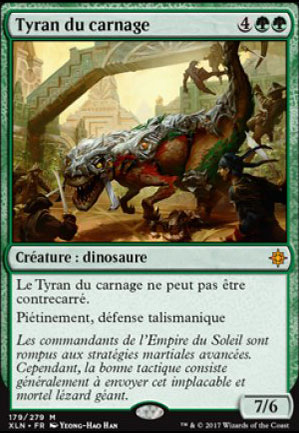 Tyran du carnage 4
Créature : dinosaure
Le Tyran du carnage ne peut pas être
contrecarré.
Piétinement, défense talismanique
Les commandants de l'Empire du Soleil sont
rompus aux stratégies martiales avancées.
Cependant, la bonne tactique consiste
généralement à envoyer cet implacable et
mortel lézard géant.
7/6
179/279 M
XLN • FR Yeong-Hao Han
™ & © 2017 Wizards of the Coast